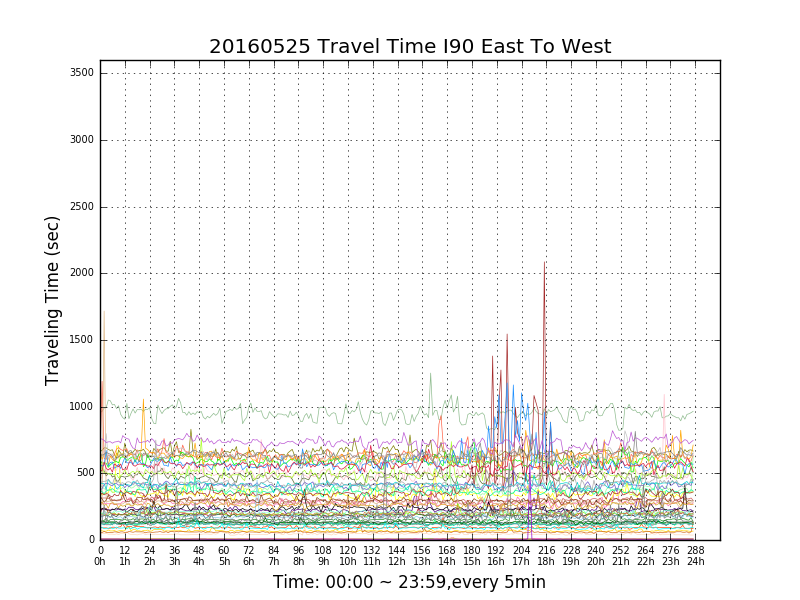 20160525 Travel Time I90 East To West
Traveling Time (sec)
3500
3000
2500
2000
1500
1000
500
0
0 12 24 36 48 60 72 84 96 108 120 132 144 156 168 180 192 204 216 228 240 252 264 276 288
0h 1h 2h 3h 4h 5h 6h 7h 8h 9h 10h 11h 12h 13h 14h 15h 16h 17h 18h 19h 20h 21h 22h 23h 24h
Time: 00:00 ~ 23:59,every 5min